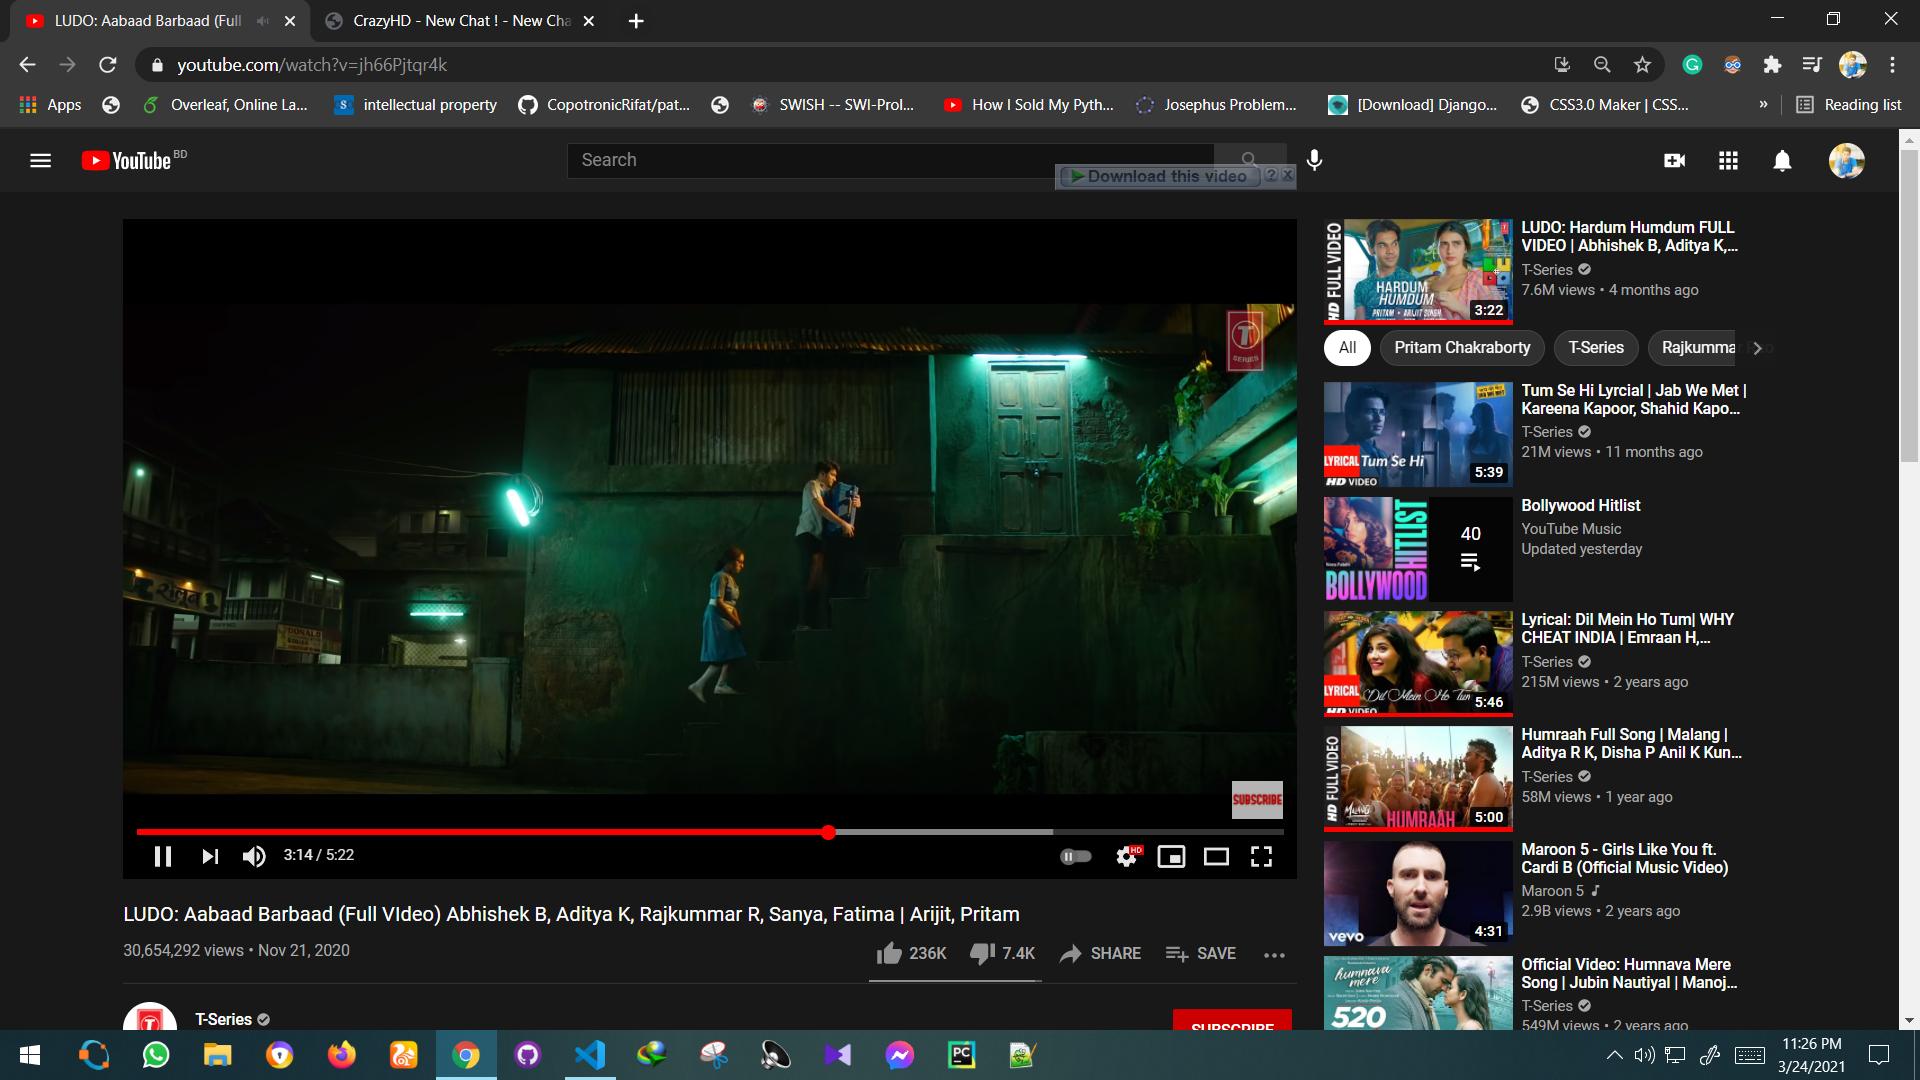 LUDO: Aabaad Barbaad (Full
CrazyHD - New Chat ! - New Cha
youtube.com/watch?v=jh66Pjtqr4k
Apps
Overleaf, Online La...
intellectual property
CopotronicRifat/pat...
SWISH -- SWI-Prol...
How I Sold My Pyth...
Josephus Problem...
[Download] Django...
CSS3.0 Maker | CSS...
»
Reading list
YouTube BD
Search
Download this video
T SERIES
SUBSCRIBE
3:14 / 5:22
HD
LUDO: Aabaad Barbaad (Full VIdeo) Abhishek B, Aditya K, Rajkummar R, Sanya, Fatima | Arijit, Pritam
30,654,292 views • Nov 21, 2020
236K
7.4K
SHARE
SAVE
T-Series
SUBSCRIBE
HD FULL VIDEO
HARDUM
HUMDUM
PRITAM • ARIJIT SINGH
3:22
LUDO: Hardum Humdum FULL
VIDEO | Abhishek B, Aditya K,...
T-Series
7.6M views • 4 months ago
All
Pritam Chakraborty
T-Series
Rajkummar
LYRICAL Tum Se Hi
HD VIDEO
5:39
Tum Se Hi Lyrcial | Jab We Met |
Kareena Kapoor, Shahid Kapo...
T-Series
21M views • 11 months ago
BOLLYWOOD
HITLIST
40
Bollywood Hitlist
YouTube Music
Updated yesterday
LYRICAL Dil Mein Ho Tum
HD VIDEO
5:46
Lyrical: Dil Mein Ho Tum| WHY
CHEAT INDIA | Emraan H,...
T-Series
215M views • 2 years ago
HD FULL VIDEO
MALANG
HUMRAAH
5:00
Humraah Full Song | Malang |
Aditya R K, Disha P Anil K Kun...
T-Series
58M views • 1 year ago
vevo
4:31
Maroon 5 - Girls Like You ft.
Cardi B (Official Music Video)
Maroon 5
2.9B views • 2 years ago
humnava
mere
520
Official Video: Humnava Mere
Song | Jubin Nautiyal | Manoj...
T-Series
549M views • 2 years ago
PC
11:26 PM
3/24/2021